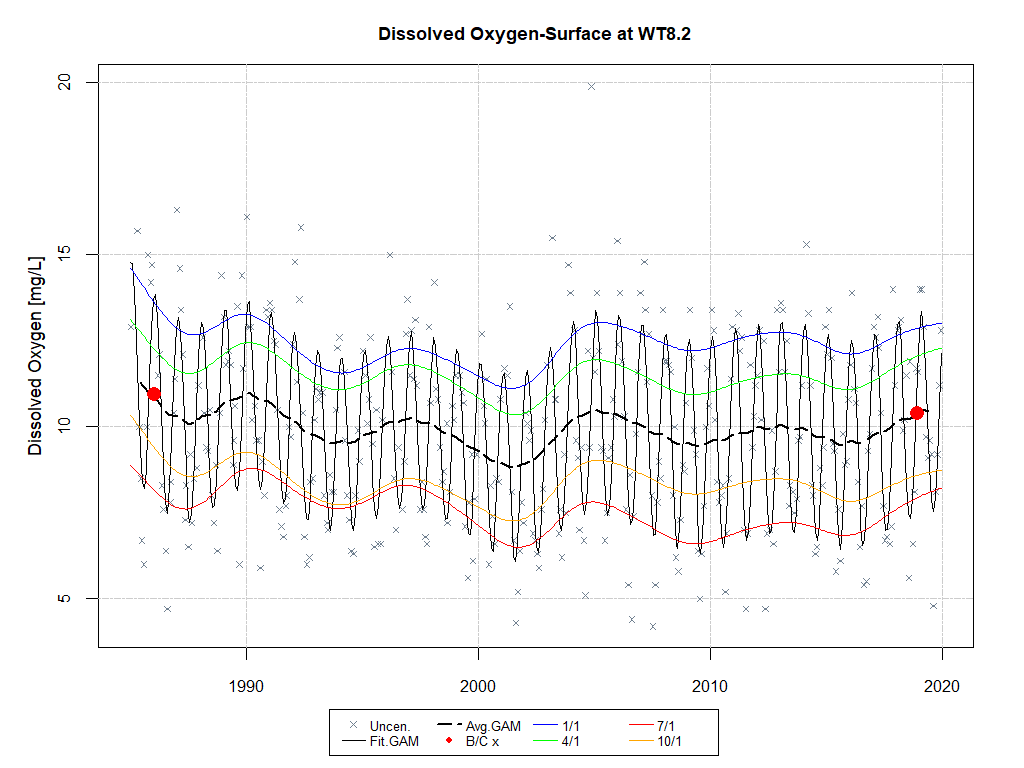 Dissolved Oxygen-Surface at WT8.2
Dissolved Oxygen [mg/L]
20
15
10
5
1990 2000 2010 2020
Uncen. Avg.GAM 1/1 7/1
Fit.GAM B/C x 4/1 10/1